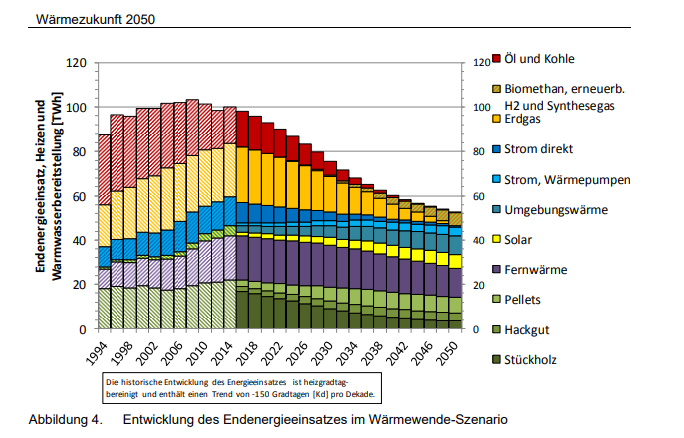 Wärmezukunft 2050
Endenergieeinsatz, Heizen und
Warmwasserbereitstellung [TWh]
120
100
80
60
40
20
0
120
100
80
60
40
20
0
1994
1998
2002
2006
2010
2014
2018
2022
2026
2030
2034
2038
2042
2046
2050
Öl und Kohle
Biomethan, erneuerb.
H2 und Synthesegas
Erdgas
Strom direkt
Strom, Wärmepumpen
Umgebungswärme
Solar
Fernwärme
Pellets
Hackgut
Stückholz
Die historische Entwicklung des Energieeinsatzes ist heizgradtag-
bereinigt und enthält einen Trend von -150 Gradtagen [Kd] pro Dekade.
Abbildung 4. Entwicklung des Endenergieeinsatzes im Wärmewende-Szenario